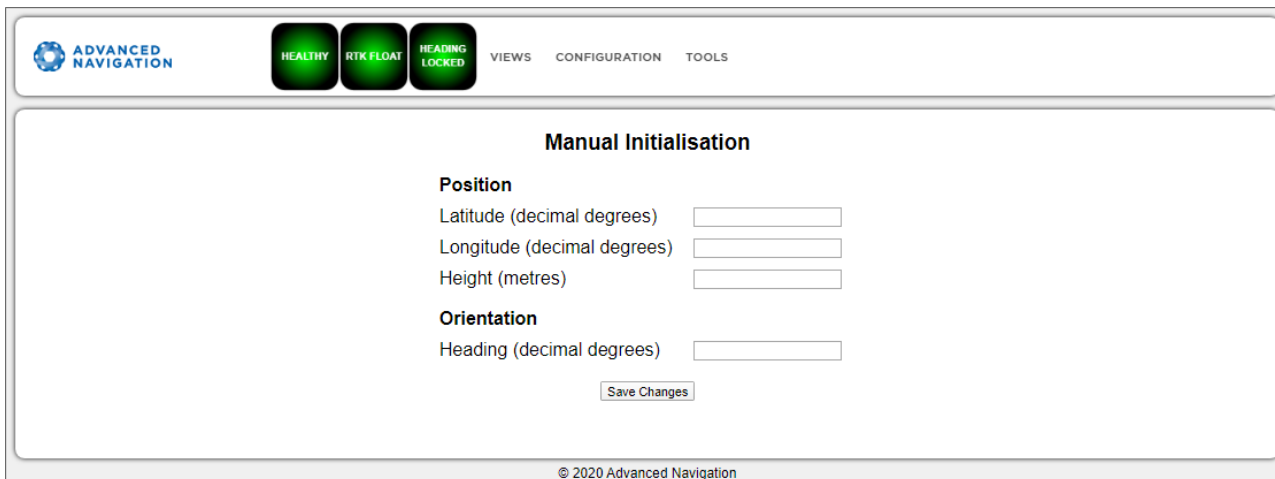 ADVANCED
NAVIGATION
HEALTHY
RTK FLOAT
HEADING
LOCKED
VIEWS CONFIGURATION TOOLS
Manual Initialisation
Position
Latitude (decimal degrees)
Longitude (decimal degrees)
Height (metres)
Orientation
Heading (decimal degrees)
Save Changes
© 2020 Advanced Navigation